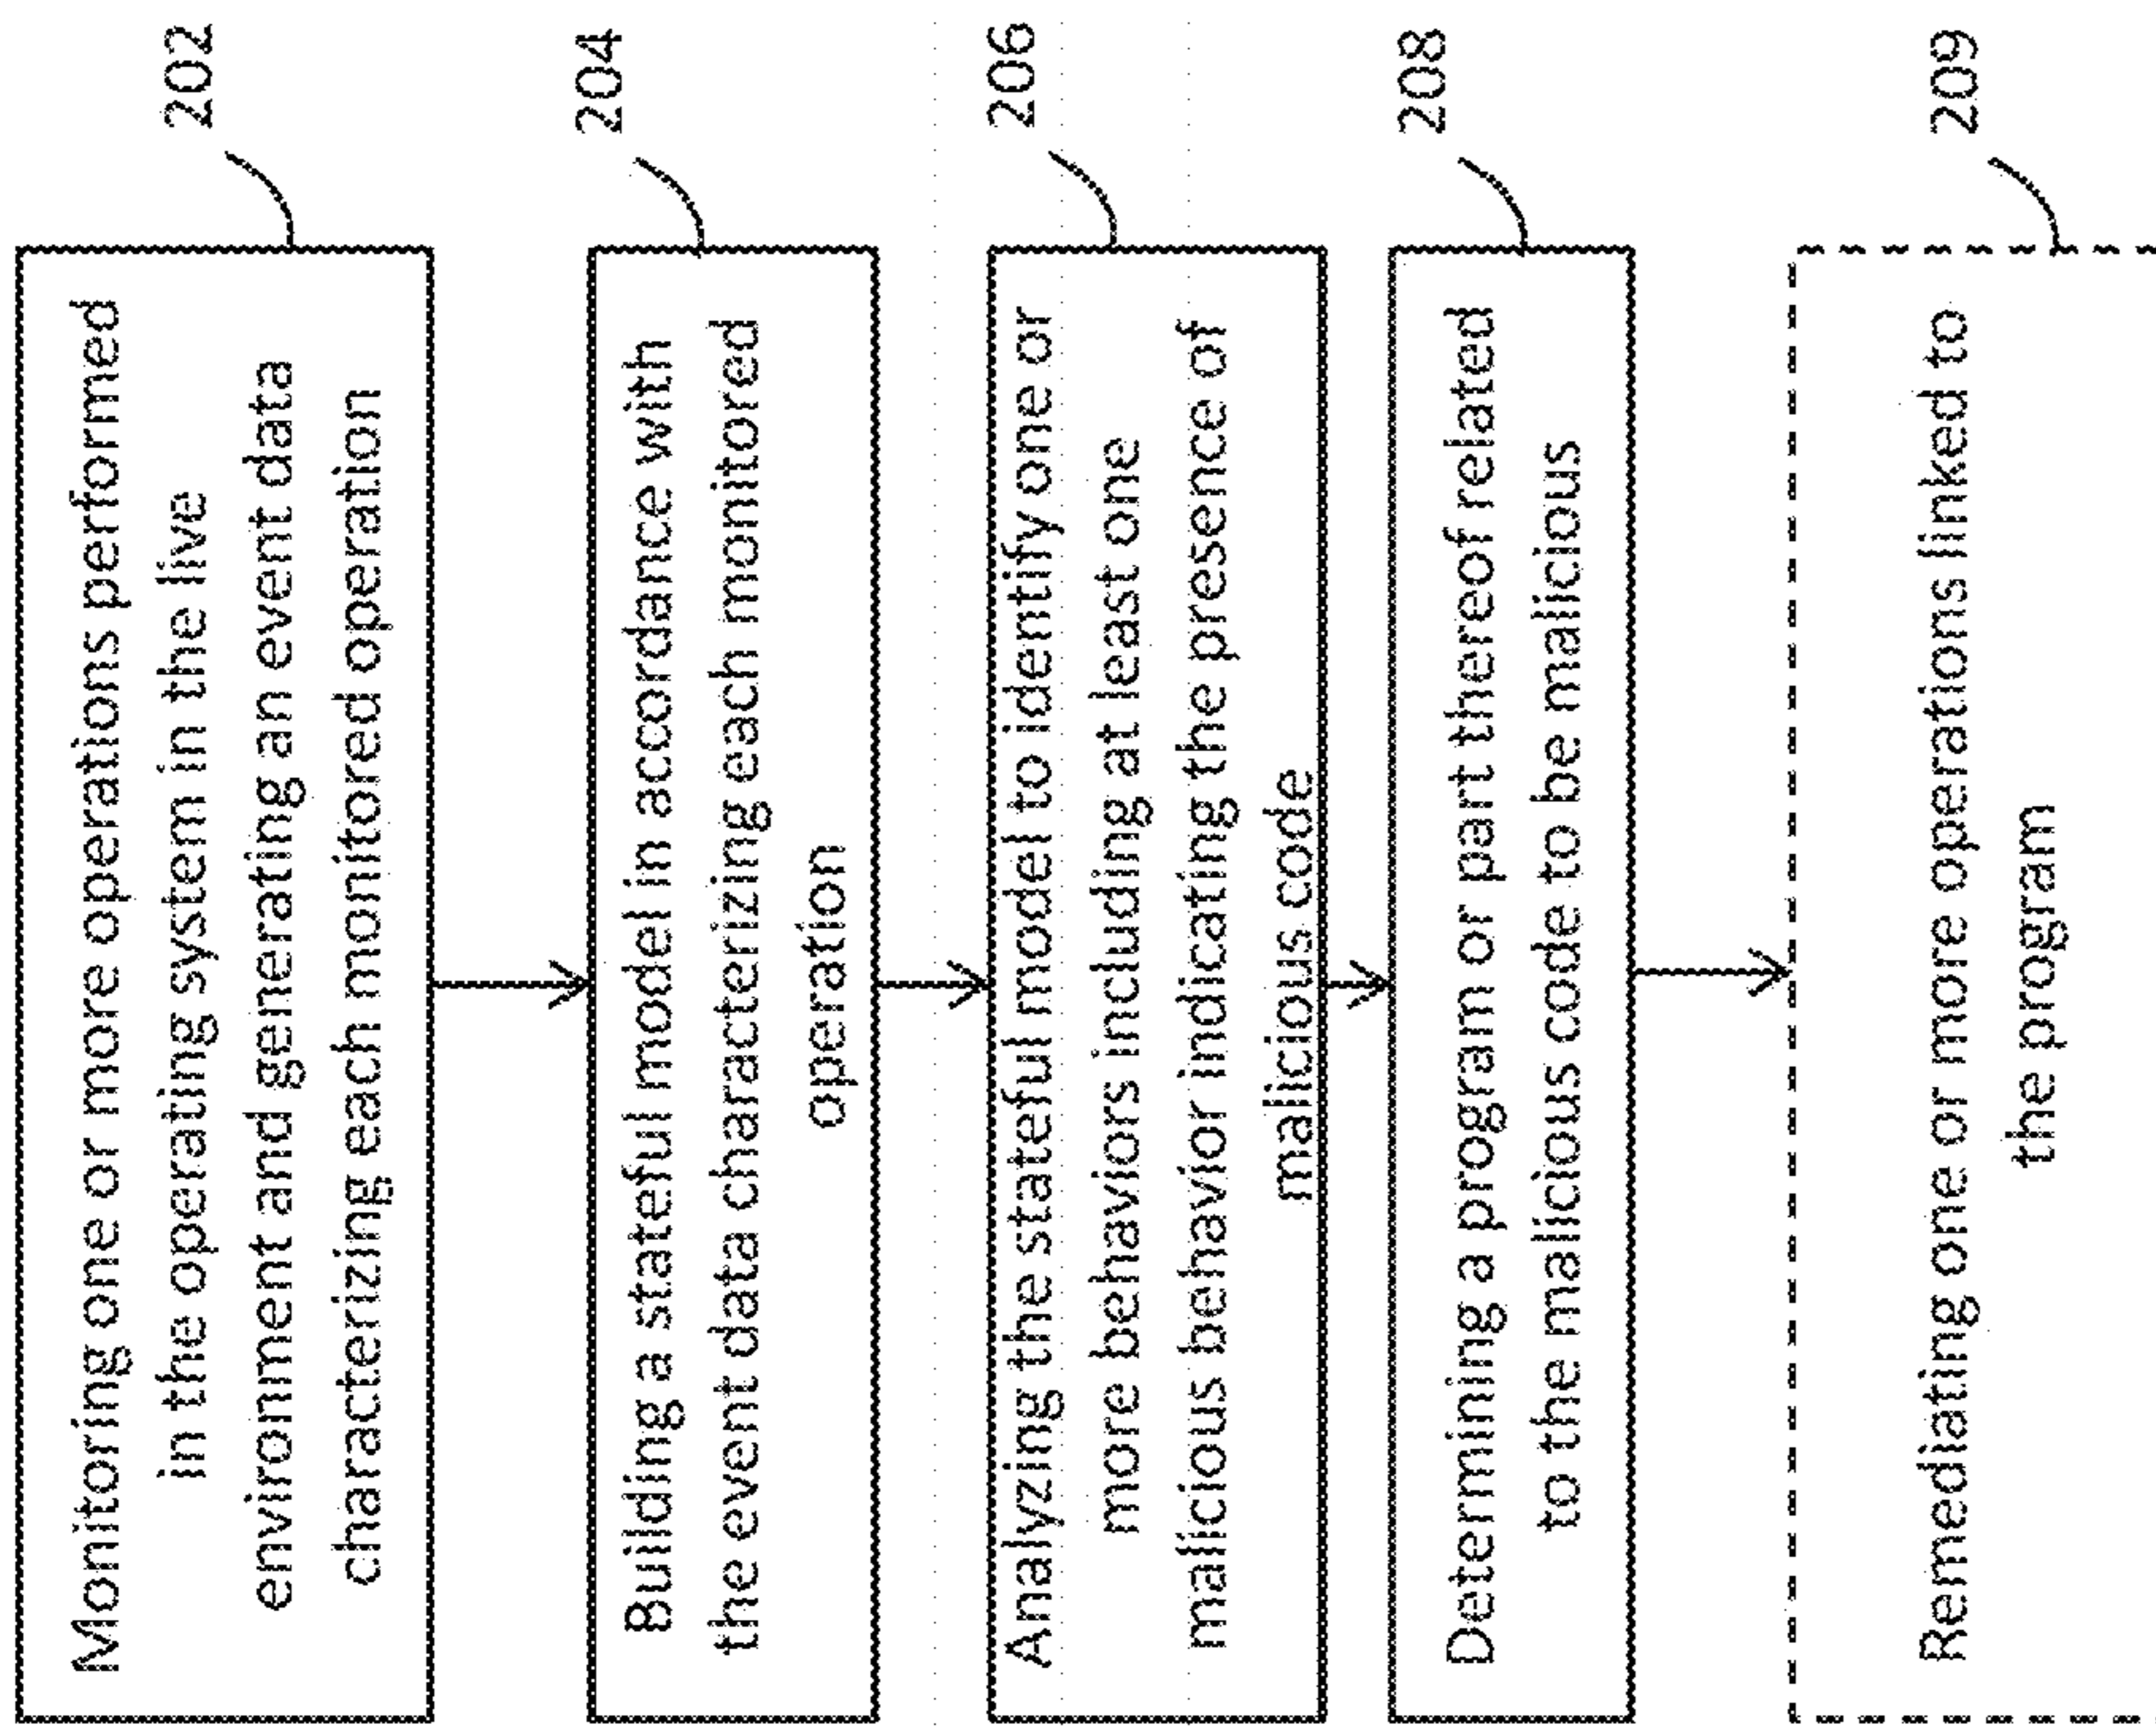 Monitoring one or more operations performed
in the operating system in the live
environment and generating an event data
characterizing each monitored operation
202
Building a stateful model in accordance with
the event data characterizing each monitored
operation
204
Analyzing the stateful model to identify one or
more behaviors including at least one
malicious behavior indicating the presence of
malicious code
206
Determining a program or part thereof related
to the malicious code to be malicious
208
Remediating one or more operations linked to
the program
209